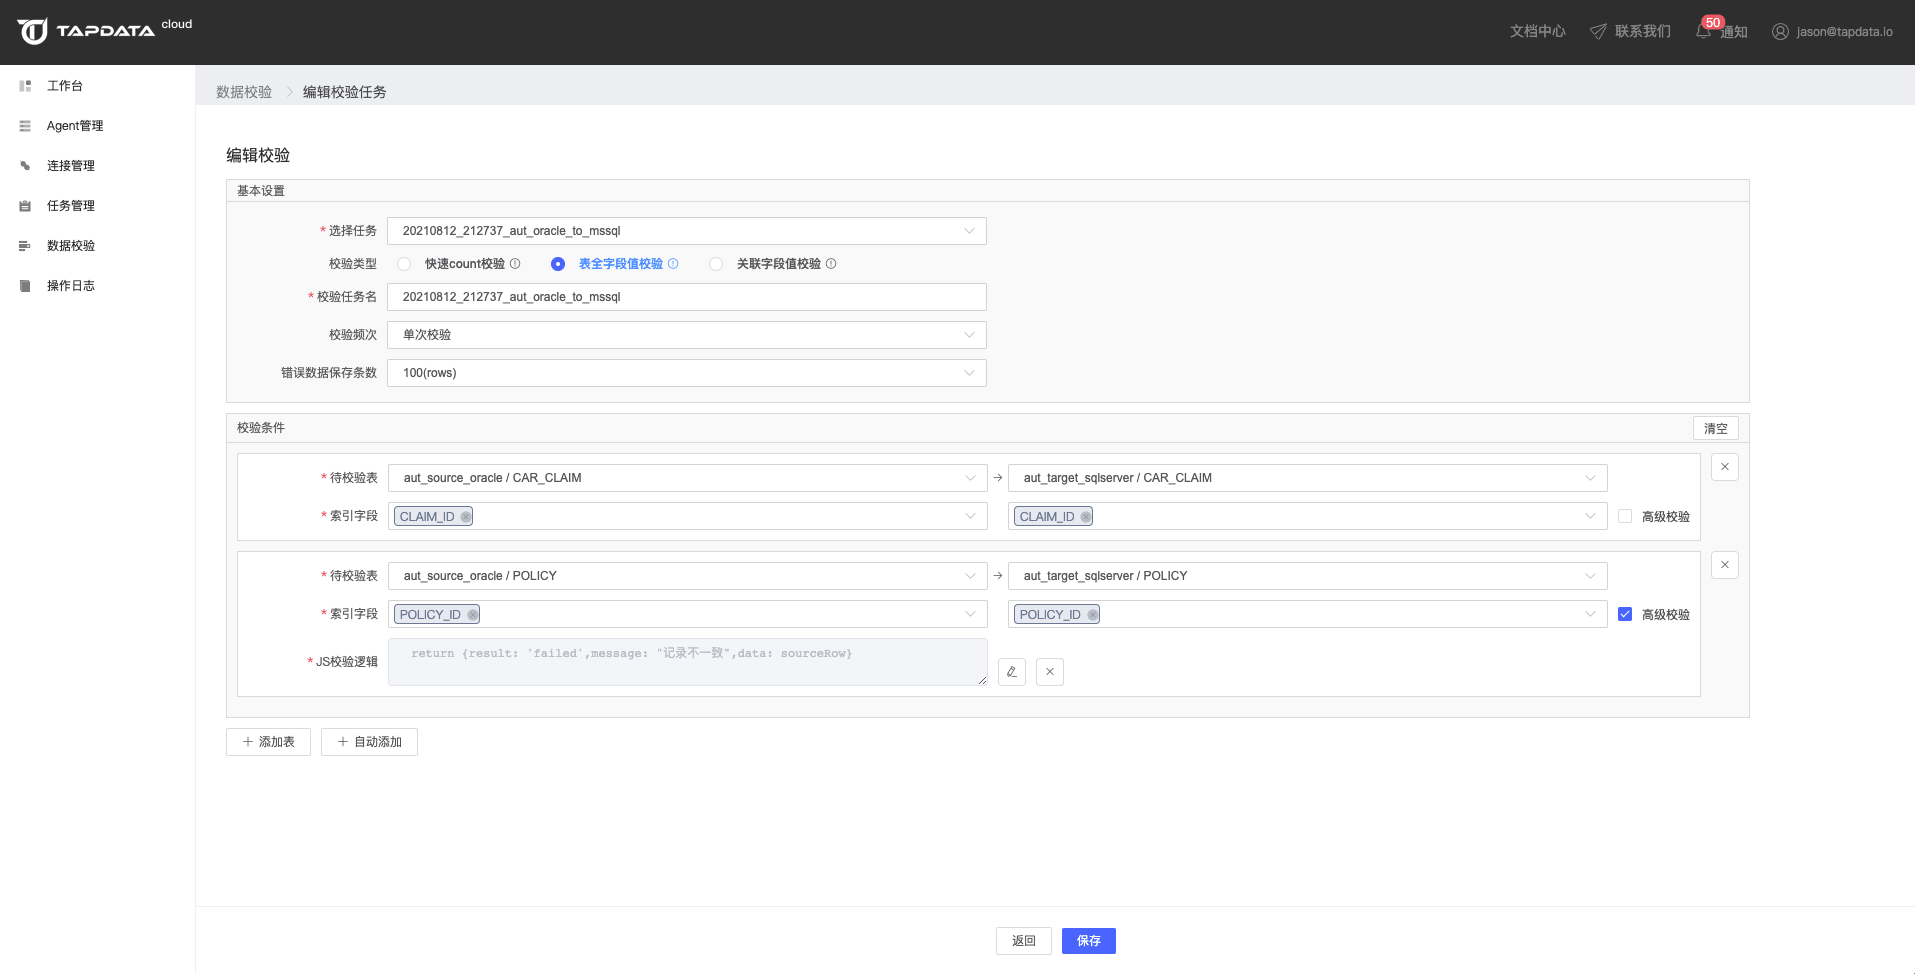 TAPDATA cloud
文档中心 联系我们 50 通知 jason@tapdata.io
工作台
Agent管理
连接管理
任务管理
数据校验
操作日志
数据校验 编辑校验任务
编辑校验
基本设置
* 选择任务 20210812_212737_aut_oracle_to_mssql
校验类型 快速count校验 表全字段值校验 关联字段值校验
* 校验任务名 20210812_212737_aut_oracle_to_mssql
校验频次 单次校验
错误数据保存条数 100(rows)
校验条件 清空
* 待校验表 aut_source_oracle / CAR_CLAIM → aut_target_sqlserver / CAR_CLAIM
* 索引字段 CLAIM_ID CLAIM_ID 高级校验
* 待校验表 aut_source_oracle / POLICY → aut_target_sqlserver / POLICY
* 索引字段 POLICY_ID POLICY_ID 高级校验
* JS校验逻辑 return {result: 'failed',message: "记录不一致",data: sourceRow}
+ 添加表 + 自动添加
返回 保存